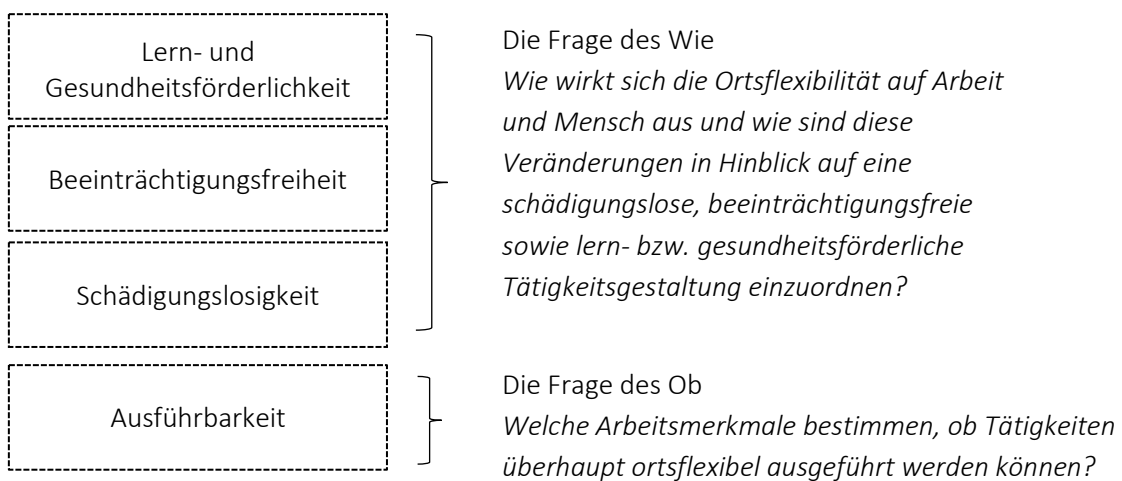 Lern- und
Gesundheitsförderlichkeit
Beeinträchtigungsfreiheit
Schädigungslosigkeit
Ausführbarkeit
Die Frage des Wie
Wie wirkt sich die Ortsflexibilität auf Arbeit
und Mensch aus und wie sind diese
Veränderungen in Hinblick auf eine
schädigungslose, beeinträchtigungsfreie
sowie lern- bzw. gesundheitsförderliche
Tätigkeitsgestaltung einzuordnen?
Die Frage des Ob
Welche Arbeitsmerkmale bestimmen, ob Tätigkeiten
überhaupt ortsflexibel ausgeführt werden können?